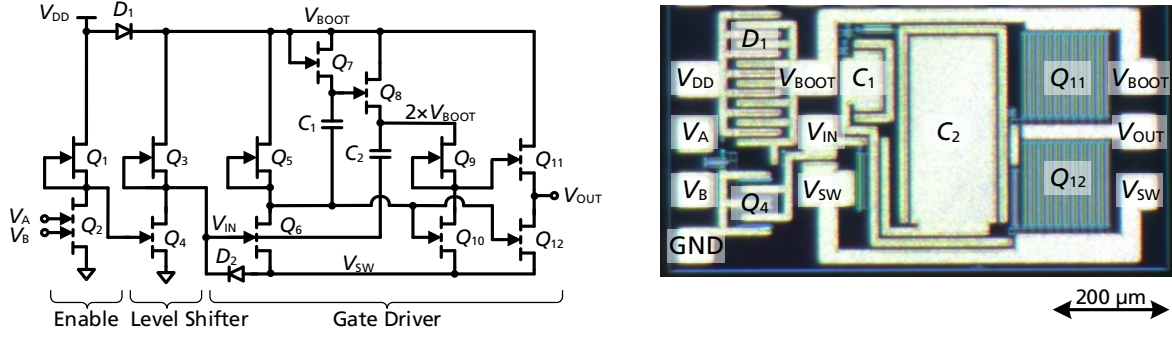 VDD D1 VBOOT
Q7
Q8
C1 2×VBOOT
C2
Q1 Q3 Q5 Q9 Q11
VOUT
VA
VB
Q2 Q4 VIN Q6 Q10 Q12
D2 VSW
Enable Level Shifter Gate Driver
D1
VDD VBOOT C1 Q11 VBOOT
VA VIN C2 VOUT
VB Q4 VSW Q12 VSW
GND
200 µm